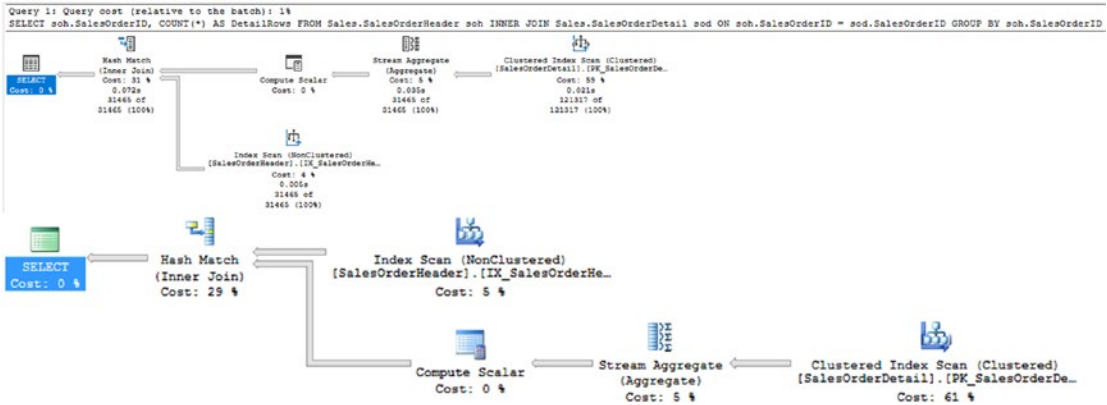 Query 1: Query cost (relative to the batch): 1%
SELECT soh.SalesOrderID, COUNT(*) AS DetailRows FROM Sales.SalesOrderHeader soh INNER JOIN Sales.SalesOrderDetail sod ON soh.SalesOrderID = sod.SalesOrderID GROUP BY soh.SalesOrderID
SELECT
Cost: 0 %
Hash Match
(Inner Join)
Cost: 31 %
0.072s
31465 of
31465 (100%)
Compute Scalar
Cost: 0 %
Stream Aggregate
(Aggregate)
Cost: 5 %
0.035s
31465 of
31465 (100%)
Clustered Index Scan (Clustered)
[SalesOrderDetail].[PK_SalesOrderDe…
Cost: 59 %
0.021s
121317 of
121317 (100%)
Index Scan (NonClustered)
[SalesOrderHeader].[IX_SalesOrderHe…
Cost: 4 %
0.005s
31465 of
31465 (100%)
SELECT
Cost: 0 %
Hash Match
(Inner Join)
Cost: 29 %
Index Scan (NonClustered)
[SalesOrderHeader].[IX_SalesOrderHe…
Cost: 5 %
Compute Scalar
Cost: 0 %
Stream Aggregate
(Aggregate)
Cost: 5 %
Clustered Index Scan (Clustered)
[SalesOrderDetail].[PK_SalesOrderDe…
Cost: 61 %